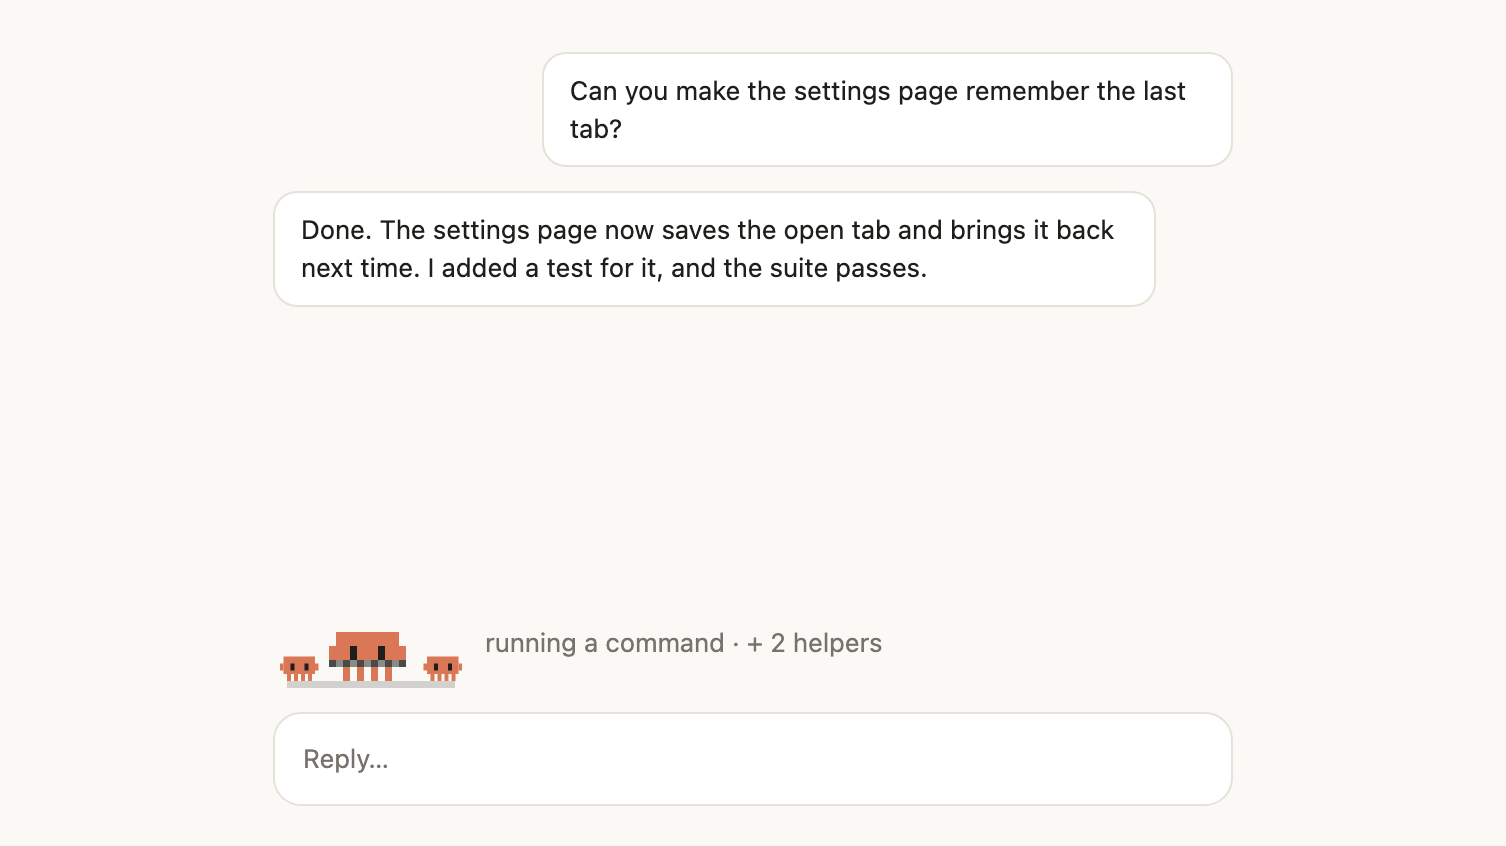 Can you make the settings page remember the last
tab?
Done. The settings page now saves the open tab and brings it back
next time. I added a test for it, and the suite passes.
running a command · + 2 helpers
Reply...